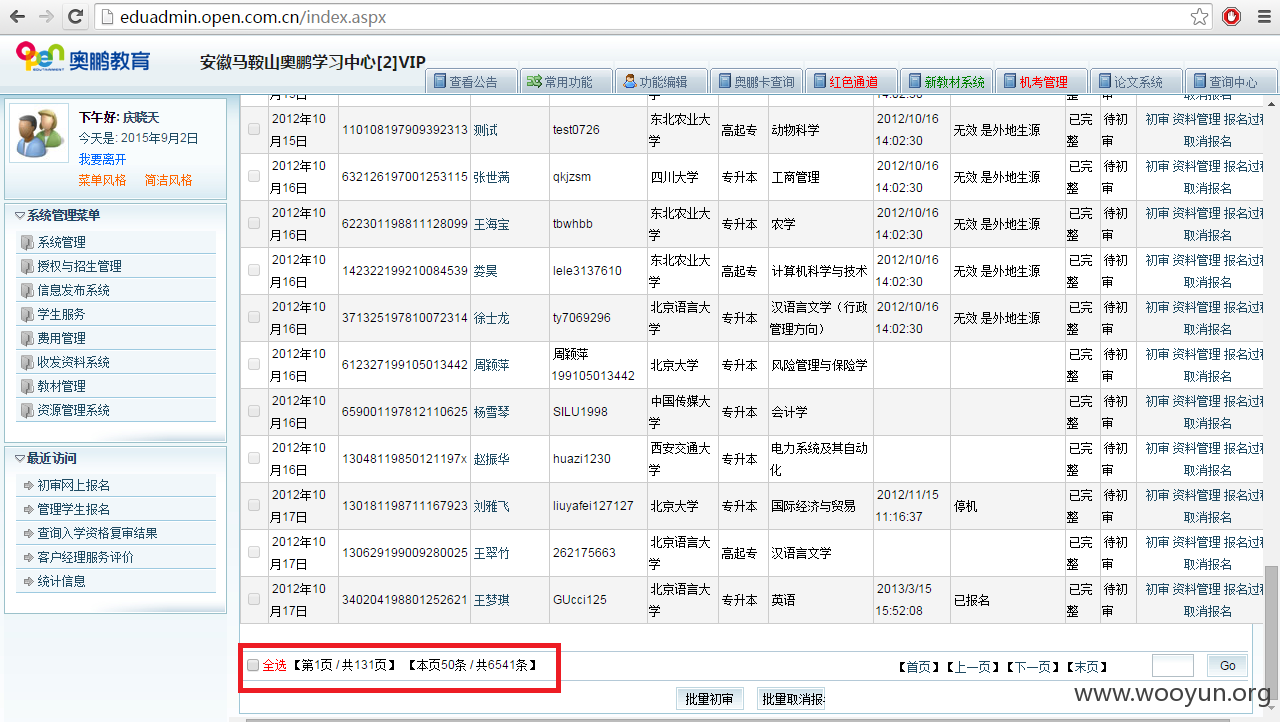 eduadmin.open.com.cn/index.aspx
open 奥鹏教育
安徽马鞍山奥鹏学习中心[2]VIP
查看公告 常用功能 功能编辑 奥鹏卡查询 红色通道 新教材系统 机考管理 论文系统 查询中心
下午好: 庆晓天
今天是: 2015年9月2日
我要离开
菜单风格 简洁风格
系统管理菜单
系统管理
授权与招生管理
信息发布系统
学生服务
费用管理
收发资料系统
教材管理
资源管理系统
最近访问
初审网上报名
管理学生报名
查询入学资格复审结果
客户经理服务评价
统计信息
月15日 学 14:02:30 整 审 取消报名
2012年10月15日 110108197909392313 测试 test0726 东北农业大学 高起专 动物科学 2012/10/16 14:02:30 无效 是外地生源 已完整 待初审 初审 资料管理 报名过程 取消报名
2012年10月16日 632126197001253115 张世满 qkjzsm 四川大学 专升本 工商管理 2012/10/16 14:02:30 无效 是外地生源 已完整 待初审 初审 资料管理 报名过程 取消报名
2012年10月16日 622301198811128099 王海宝 tbwhbb 东北农业大学 专升本 农学 2012/10/16 14:02:30 无效 是外地生源 已完整 待初审 初审 资料管理 报名过程 取消报名
2012年10月16日 142322199210084539 娄昊 lele3137610 东北农业大学 高起专 计算机科学与技术 2012/10/16 14:02:30 无效 是外地生源 已完整 待初审 初审 资料管理 报名过程 取消报名
2012年10月16日 371325197810072314 徐士龙 ty7069296 北京语言大学 专升本 汉语言文学（行政管理方向） 2012/10/16 14:02:30 无效 是外地生源 已完整 待初审 初审 资料管理 报名过程 取消报名
2012年10月16日 612327199105013442 周颖萍 周颖萍199105013442 北京大学 专升本 风险管理与保险学 已完整 待初审 初审 资料管理 报名过程 取消报名
2012年10月16日 659001197812110625 杨雪琴 SILU1998 中国传媒大学 专升本 会计学 已完整 待初审 初审 资料管理 报名过程 取消报名
2012年10月16日 13048119850121197x 赵振华 huazi1230 西安交通大学 专升本 电力系统及其自动化 已完整 待初审 初审 资料管理 报名过程 取消报名
2012年10月17日 130181198711167923 刘雅飞 liuyafei127127 北京大学 专升本 国际经济与贸易 2012/11/15 11:16:37 停机 已完整 待初审 初审 资料管理 报名过程 取消报名
2012年10月17日 130629199009280025 王翠竹 262175663 北京语言大学 高起专 汉语言文学 已完整 待初审 初审 资料管理 报名过程 取消报名
2012年10月17日 340204198801252621 王梦琪 GUcci125 北京语言大学 专升本 英语 2013/3/15 15:52:08 已报名 已完整 待初审 初审 资料管理 报名过程 取消报名
全选【第1页 / 共131页】 【本页50条 / 共6541条】 【首页】【上一页】【下一页】【末页】 Go
批量初审 批量取消报
www.wooyun.org